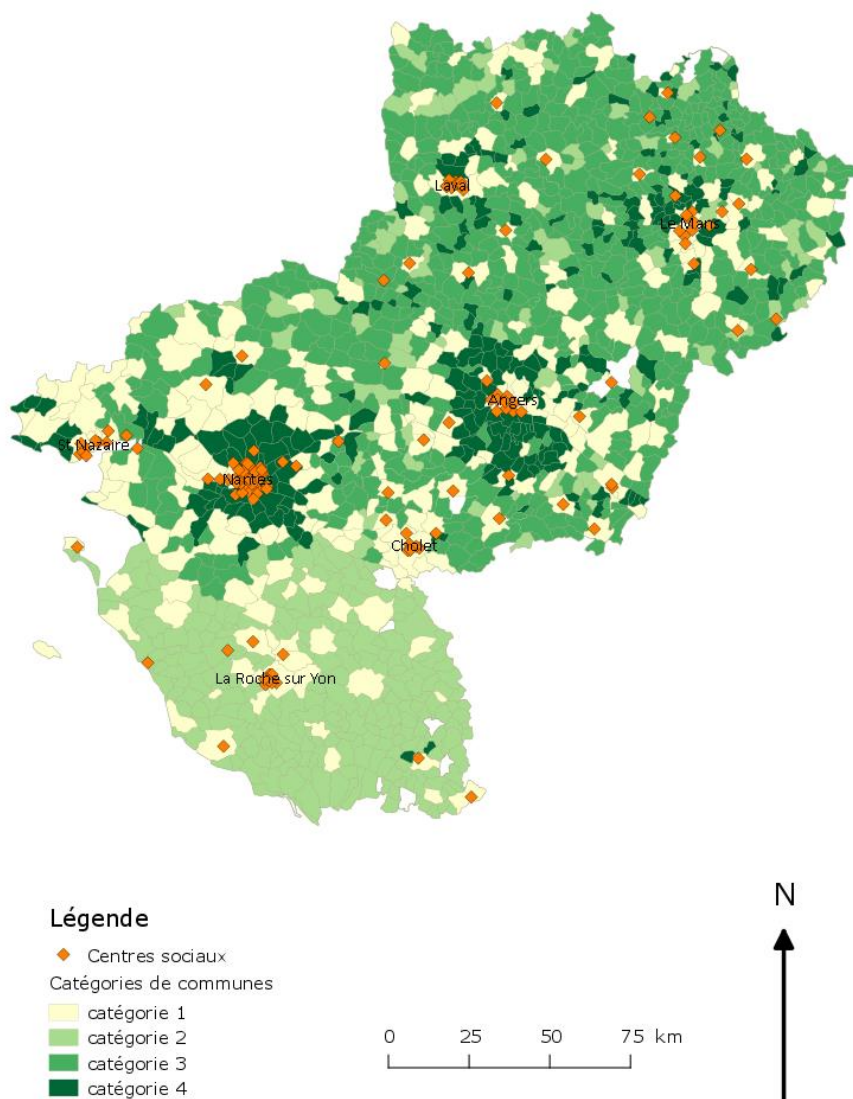 Laval
Le Mans
Angers
St Nazaire
Nantes
Cholet
La Roche sur Yon
N
Légende
Centres sociaux
Catégories de communes
catégorie 1
catégorie 2
catégorie 3
catégorie 4
0 25 50 75 km